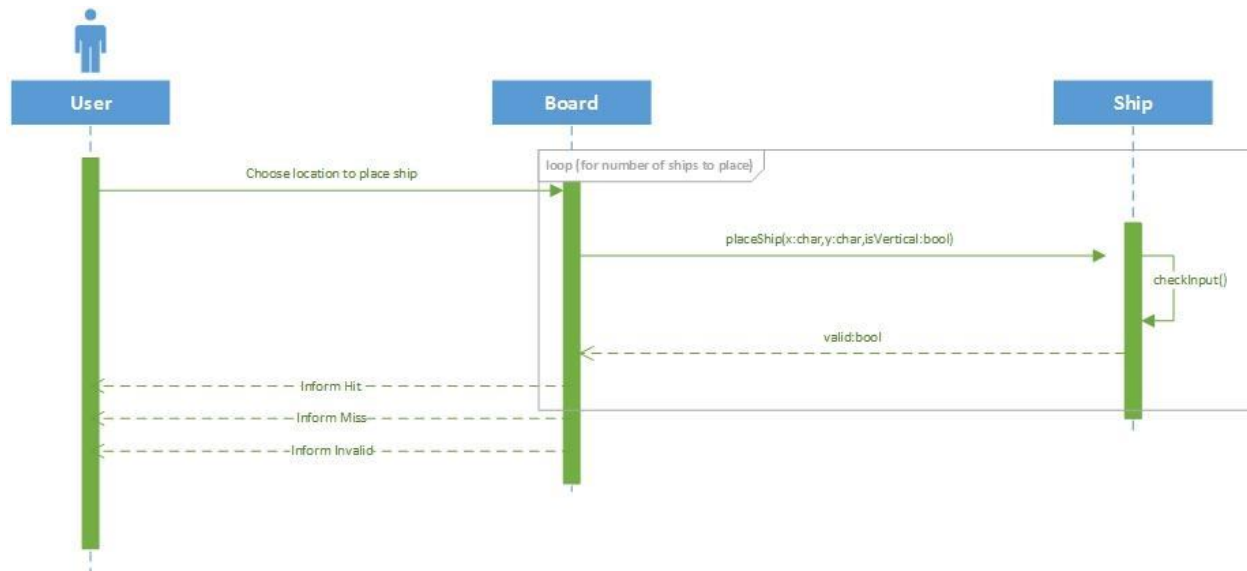 User
Board
Ship
loop (for number of ships to place)
Choose location to place ship
placeShip(x:char,y:char,isVertical:bool)
checkInput()
valid:bool
Inform Hit
Inform Miss
Inform Invalid